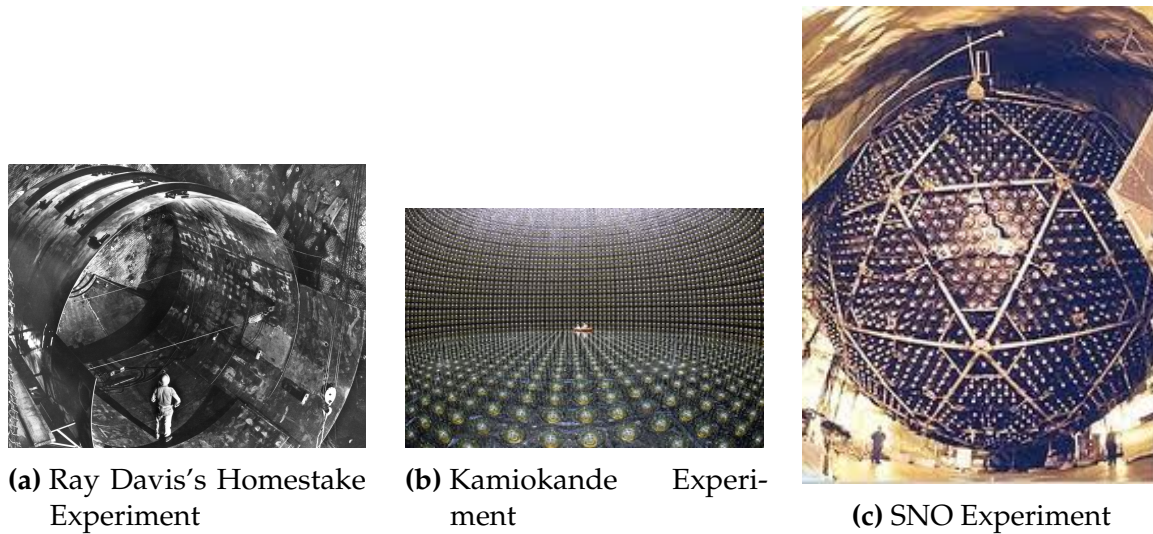 (a) Ray Davis's Homestake
Experiment
(b) Kamiokande Experi-
ment
(c) SNO Experiment